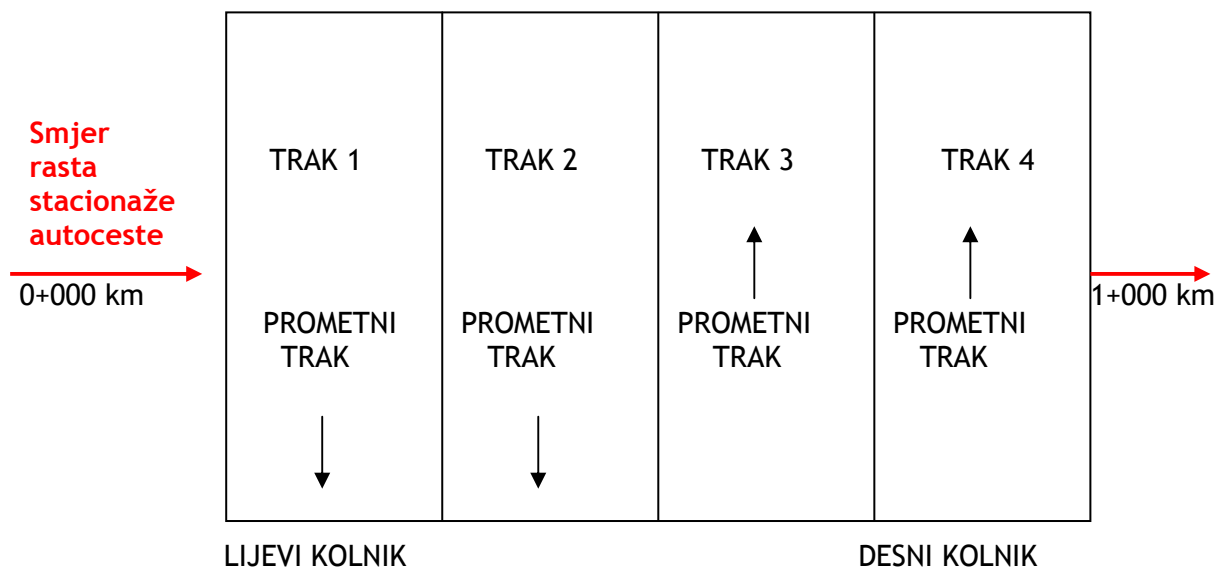 Smjer
rasta
stacionaže
autoceste
0+000 km
TRAK 1
TRAK 2
TRAK 3
TRAK 4
PROMETNI
TRAK
PROMETNI
TRAK
PROMETNI
TRAK
PROMETNI
TRAK
1+000 km
LIJEVI KOLNIK
DESNI KOLNIK